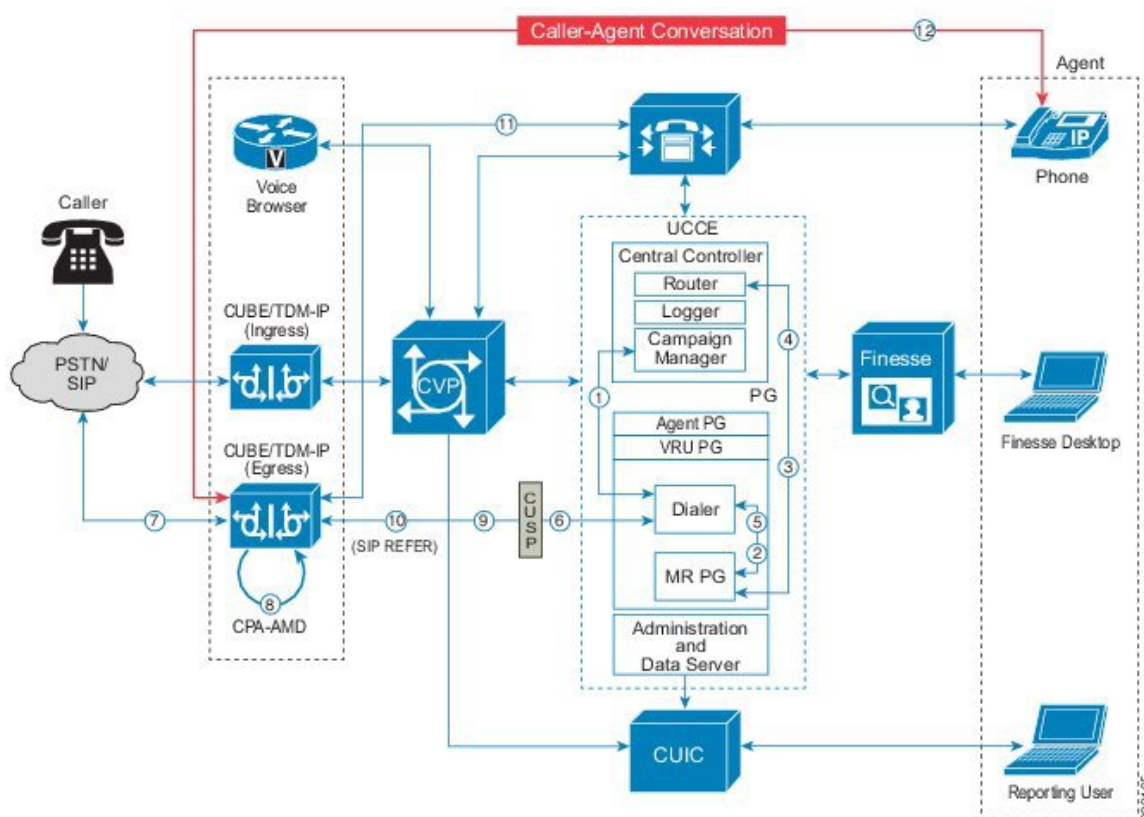 Caller-Agent Conversation
12
Agent
11
V
Voice
Browser
IP
Phone
Caller
UCCE
Central Controller
Router
Logger
Campaign
Manager
CUBE/TDM-IP
(Ingress)
PSTN/
SIP
CVP
4
Finesse
1
PG
Agent PG
VRU PG
Finesse Desktop
CUBE/TDM-IP
(Egress)
3
7
10
9
CUSP
6
Dialer
5
(SIP REFER)
2
MR PG
8
CPA-AMD
Administration
and
Data Server
CUIC
Reporting User